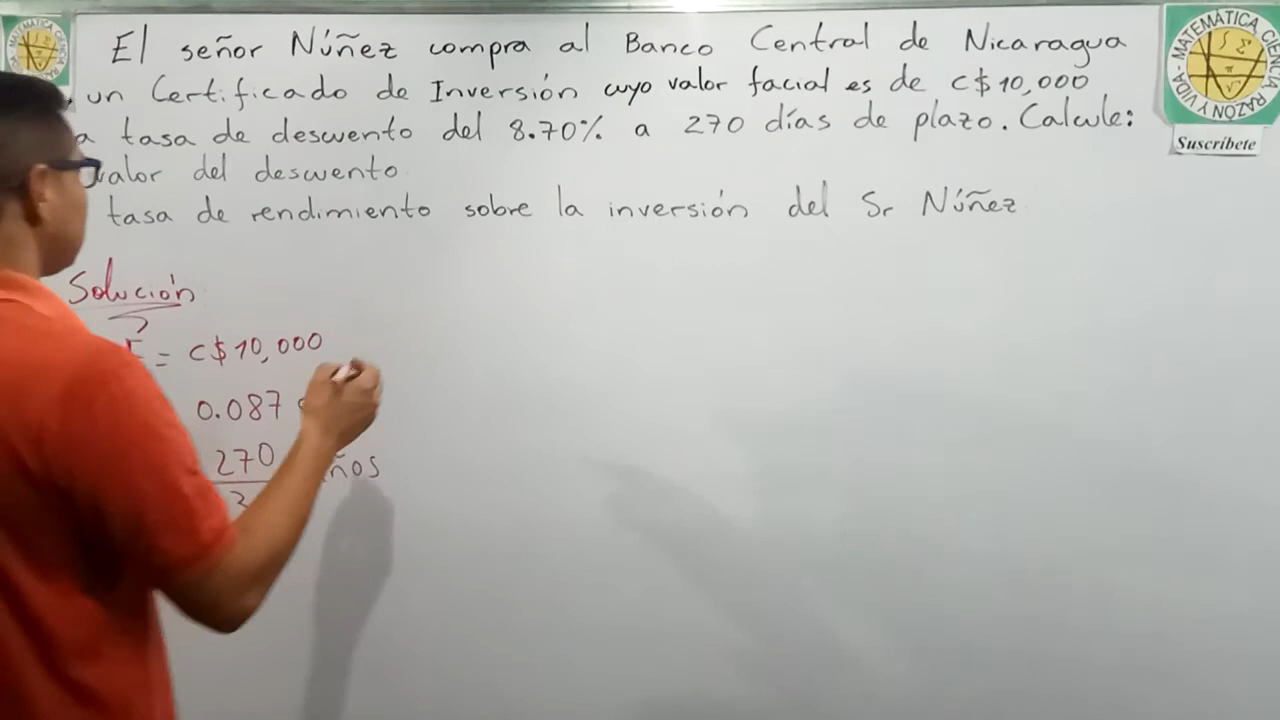 El señor Núñez compra al Banco Central de Nicaragua
un Certificado de Inversión cuyo valor facial es de C$10,000
tasa de descuento del 8.70% a 270 días de plazo. Calcule:
valor del descuento
tasa de rendimiento sobre la inversión del Sr Núñez
Solución
= C$10,000
0.087
270
MATEMÁTICA, CIENCIA, RAZÓN Y VIDA-
Suscríbete